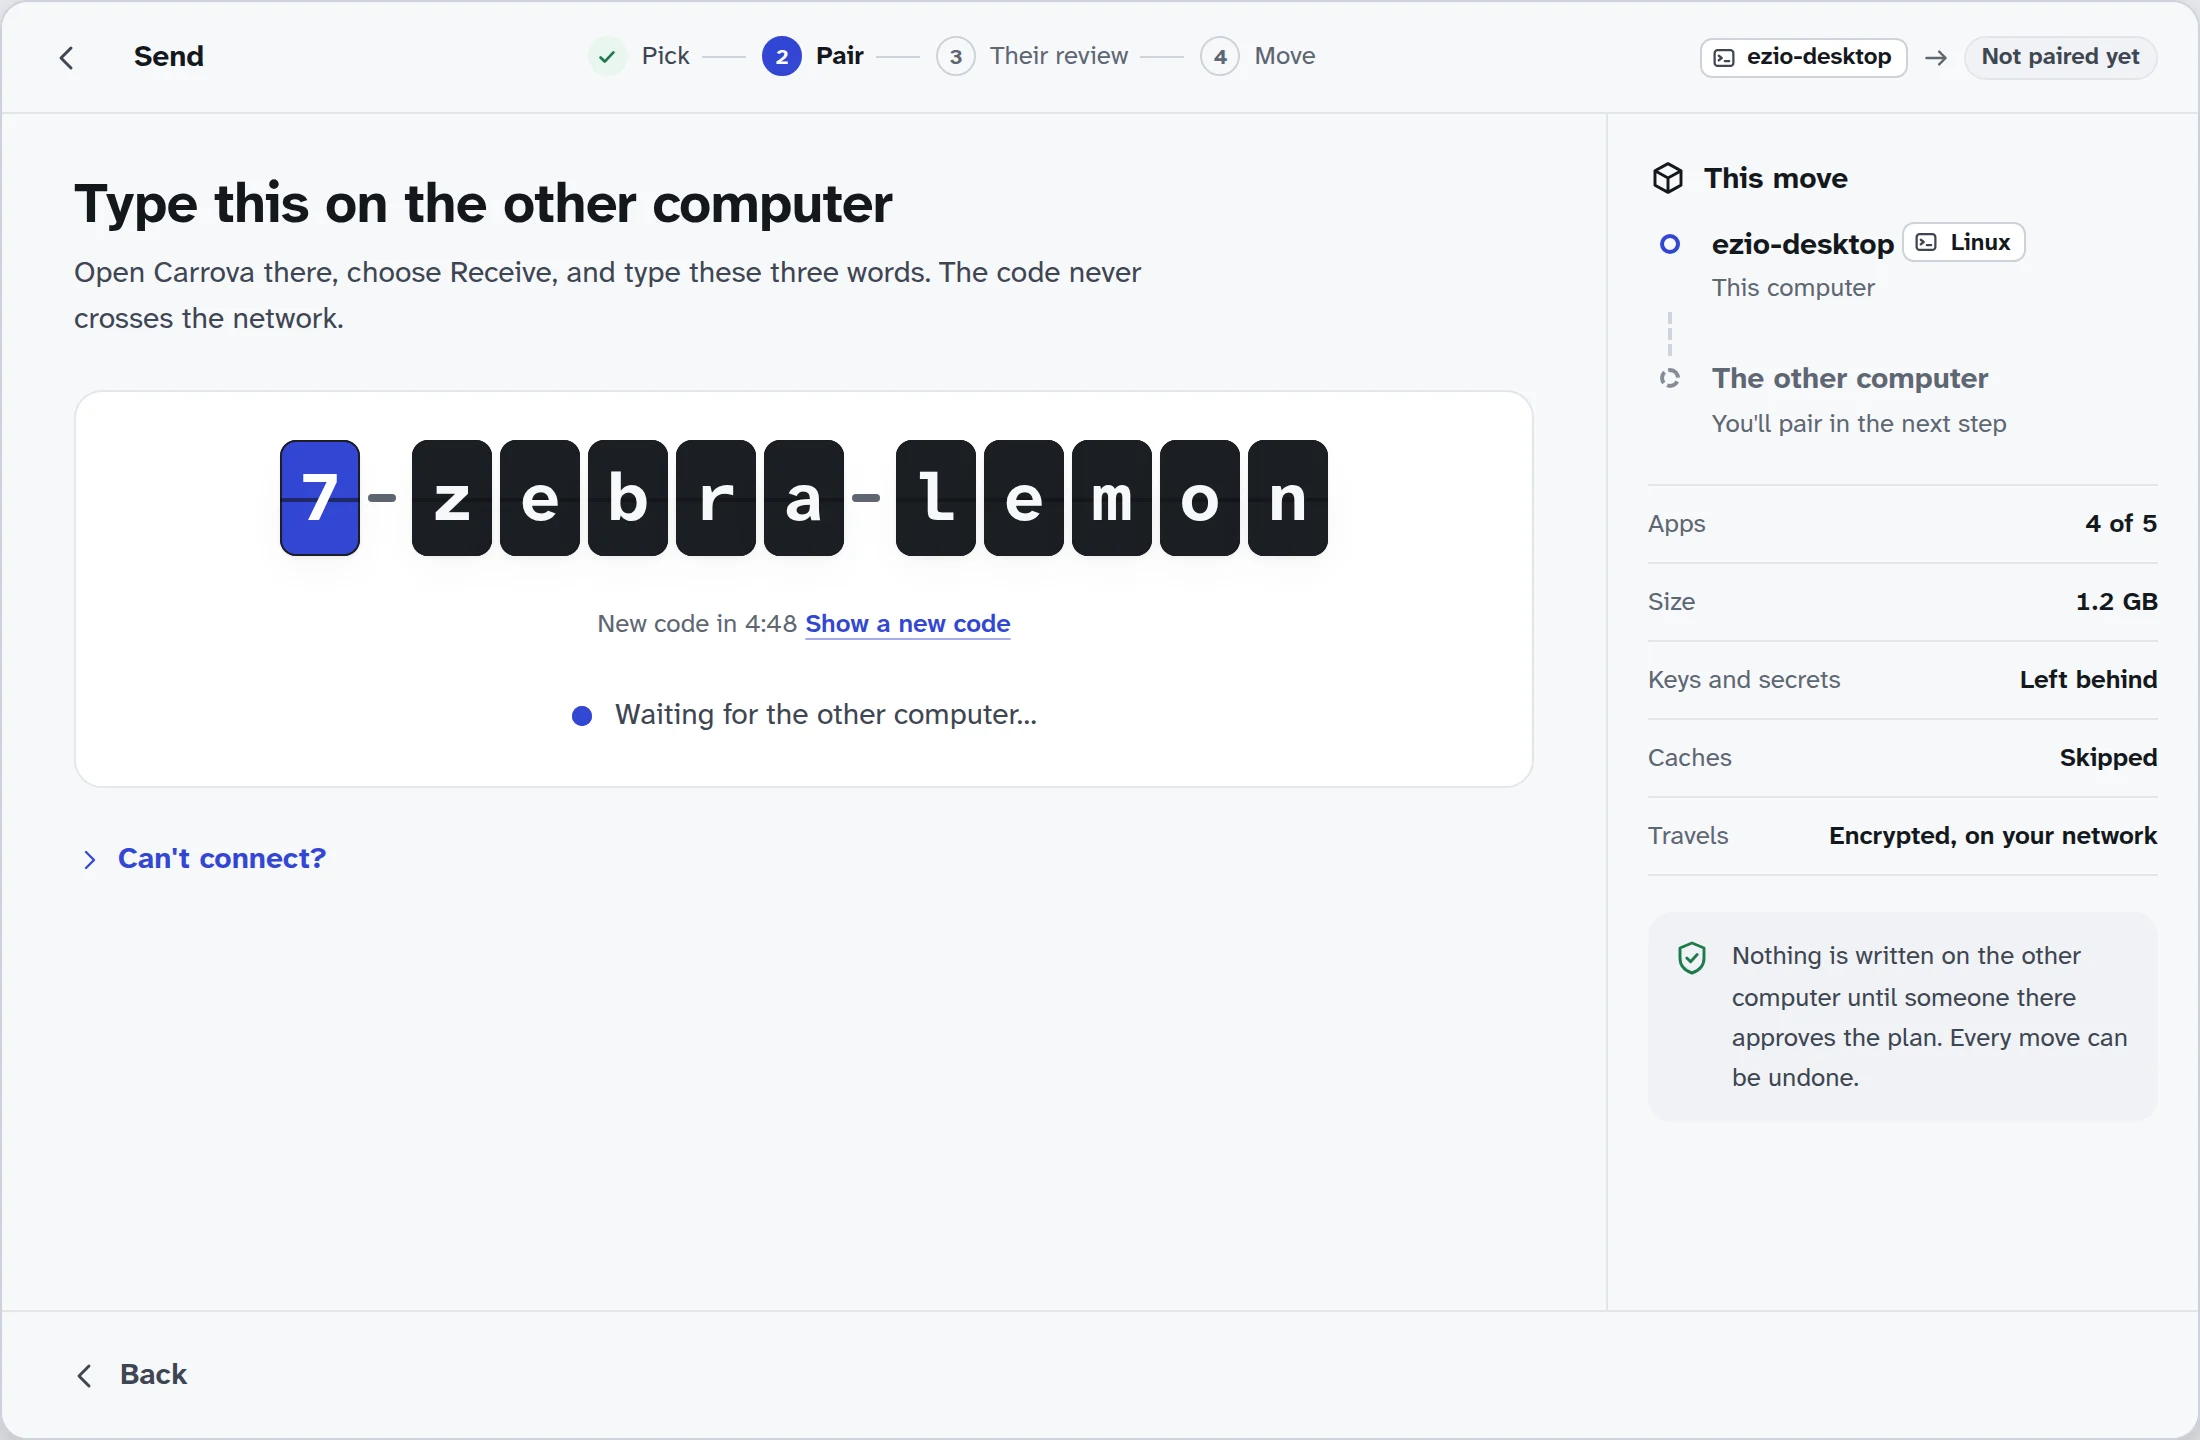 Send
Pick
2 Pair
3 Their review
4 Move
ezio-desktop
Not paired yet
Type this on the other computer
Open Carrova there, choose Receive, and type these three words. The code never
crosses the network.
7-zebra-lemon
New code in 4:48 Show a new code
Waiting for the other computer...
Can't connect?
This move
ezio-desktop Linux
This computer
The other computer
You'll pair in the next step
Apps 4 of 5
Size 1.2 GB
Keys and secrets Left behind
Caches Skipped
Travels Encrypted, on your network
Nothing is written on the other
computer until someone there
approves the plan. Every move can
be undone.
Back